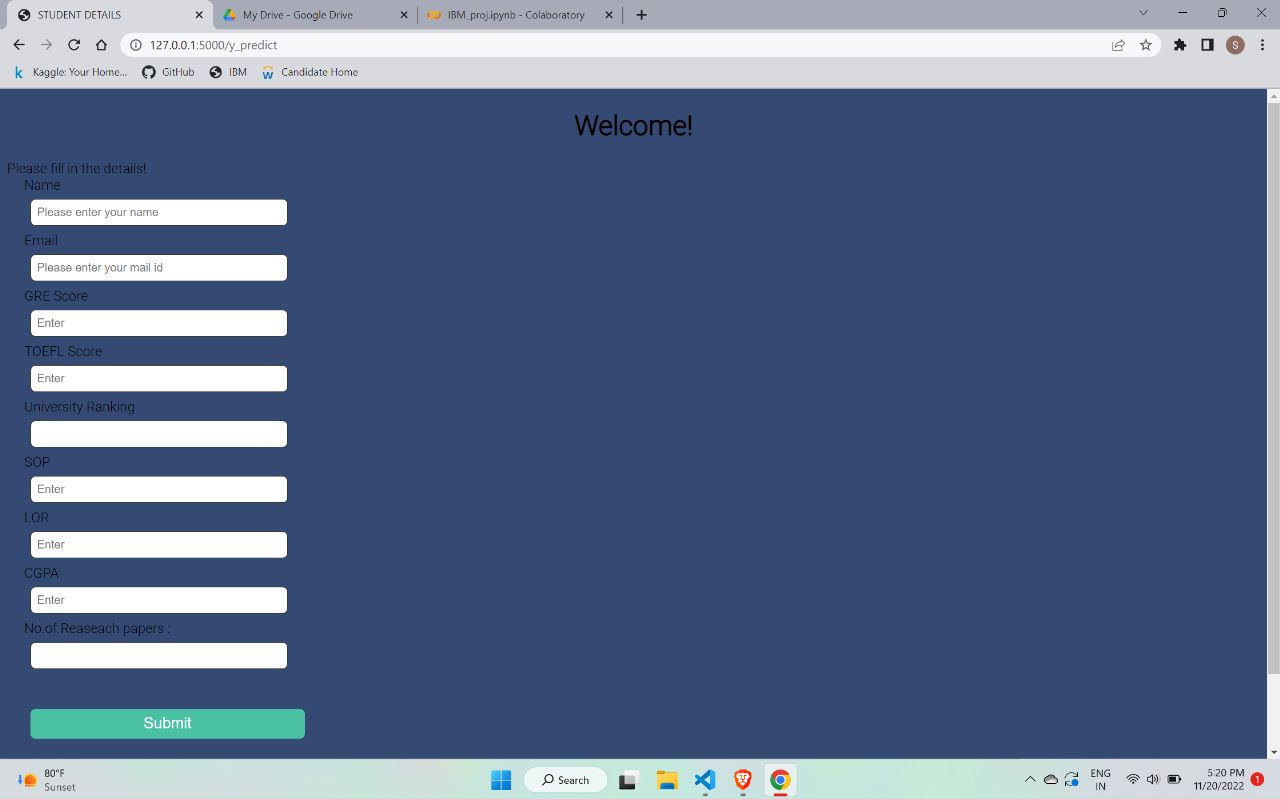 STUDENT DETAILS
My Drive - Google Drive
IBM_proj.ipynb - Colaboratory
127.0.0.1:5000/y_predict
S
Kaggle: Your Home...
GitHub
IBM
Candidate Home
Welcome!
Please fill in the details!
Name
Please enter your name
Email
Please enter your mail id
GRE Score
Enter
TOEFL Score
Enter
University Ranking
SOP
Enter
LOR
Enter
CGPA
Enter
No.of.Reaseach papers :
Submit
80°F
Sunset
Search
ENG
IN
5:20 PM
11/20/2022
1